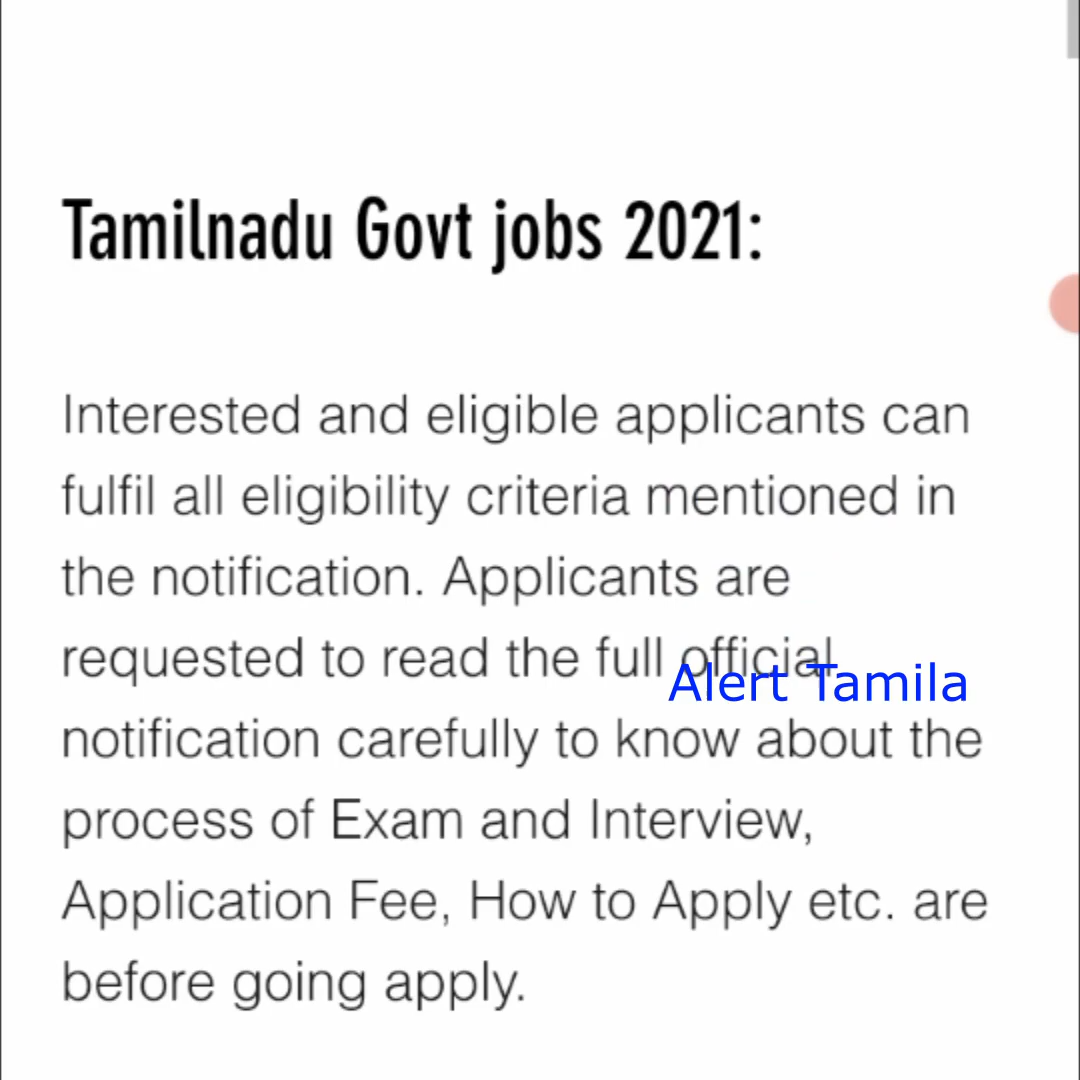 Tamilnadu Govt jobs 2021:
Interested and eligible applicants can
fulfil all eligibility criteria mentioned in
the notification. Applicants are
requested to read the full official
Alert Tamila
notification carefully to know about the
process of Exam and Interview,
Application Fee, How to Apply etc. are
before going apply.